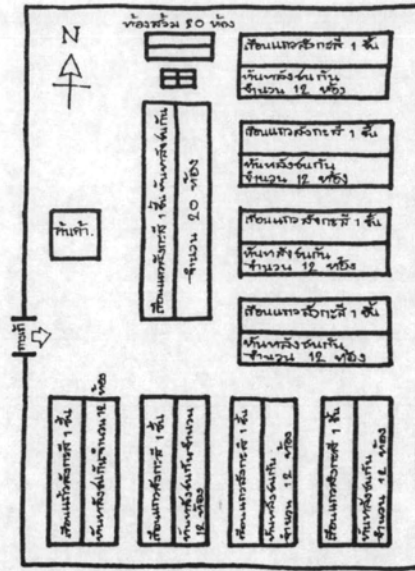 ห้องส้วม 20 ห้อง
N
เรือนแถวสังกะสี 1 ชั้น
หันหลังชนกัน
จำนวน 12 ห้อง
เรือนแถวสังกะสี 1 ชั้น
หันหลังชนกัน
จำนวน 12 ห้อง
เรือนแถวสังกะสี 1 ชั้น
หันหลังชนกัน
จำนวน 12 ห้อง
เรือนแถวสังกะสี 1 ชั้น
หันหลังชนกัน
จำนวน 12 ห้อง
เรือนแถวสังกะสี 1 ชั้นหันหลังชนกัน
จำนวน 20 ห้อง
เรือนแถวสังกะสี 1 ชั้น
หันหลังชนกันจำนวน 12 ห้อง
เรือนแถวสังกะสี 1 ชั้น
หันหลังชนกันจำนวน
12 ห้อง
เรือนแถวสังกะสี 1 ชั้น
หันหลังชนกัน
จำนวน 12 ห้อง
เรือนแถวสังกะสี 1 ชั้น
หันหลังชนกัน
จำนวน 12 ห้อง